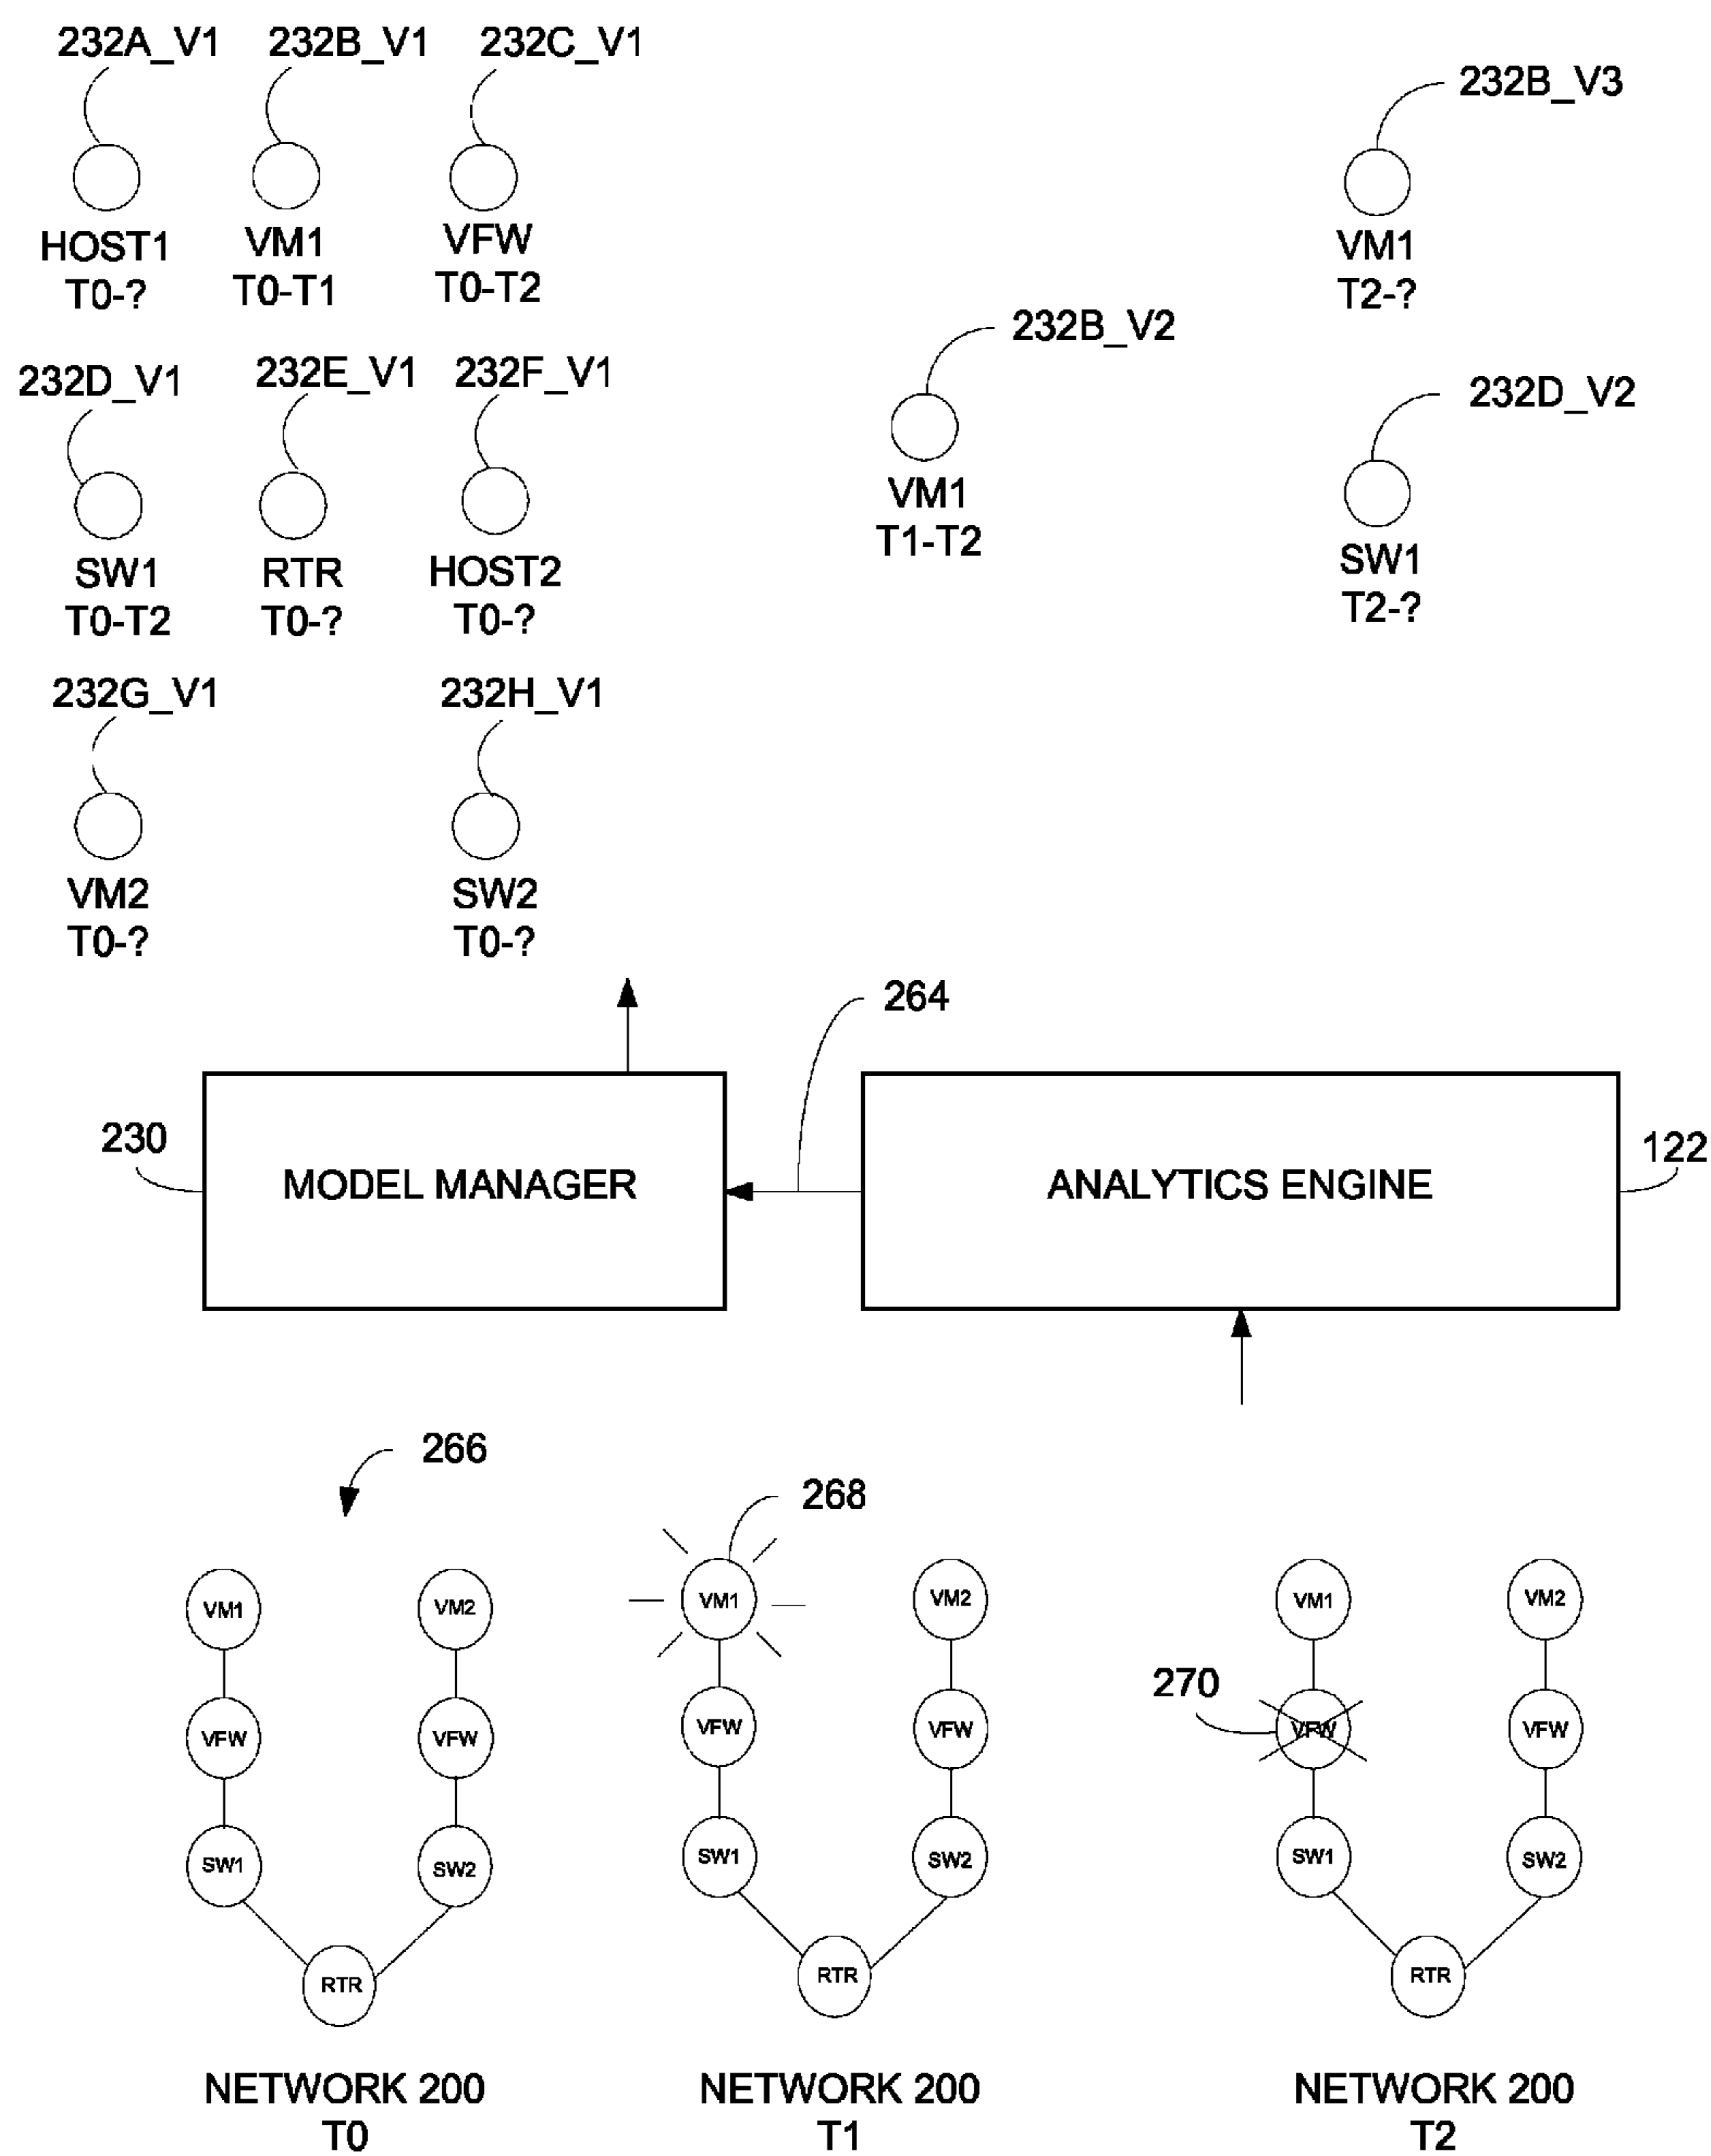 232A_V1 232B_V1 232C_V1
232B_V3
HOST1 VM1 VFW
T0-? T0-T1 T0-T2
VM1
T2-?
232B_V2
232D_V1 232E_V1 232F_V1
232D_V2
VM1
T1-T2
SW1 RTR HOST2
T0-T2 T0-? T0-?
SW1
T2-?
232G_V1 232H_V1
VM2 SW2
T0-? T0-?
264
230
MODEL MANAGER
ANALYTICS ENGINE
122
266
268
VM1 VM2 VM1 VM2 VM1 VM2
270
VFW VFW VFW VFW VFW VFW
SW1 SW2 SW1 SW2 SW1 SW2
RTR RTR RTR
NETWORK 200 NETWORK 200 NETWORK 200
T0 T1 T2